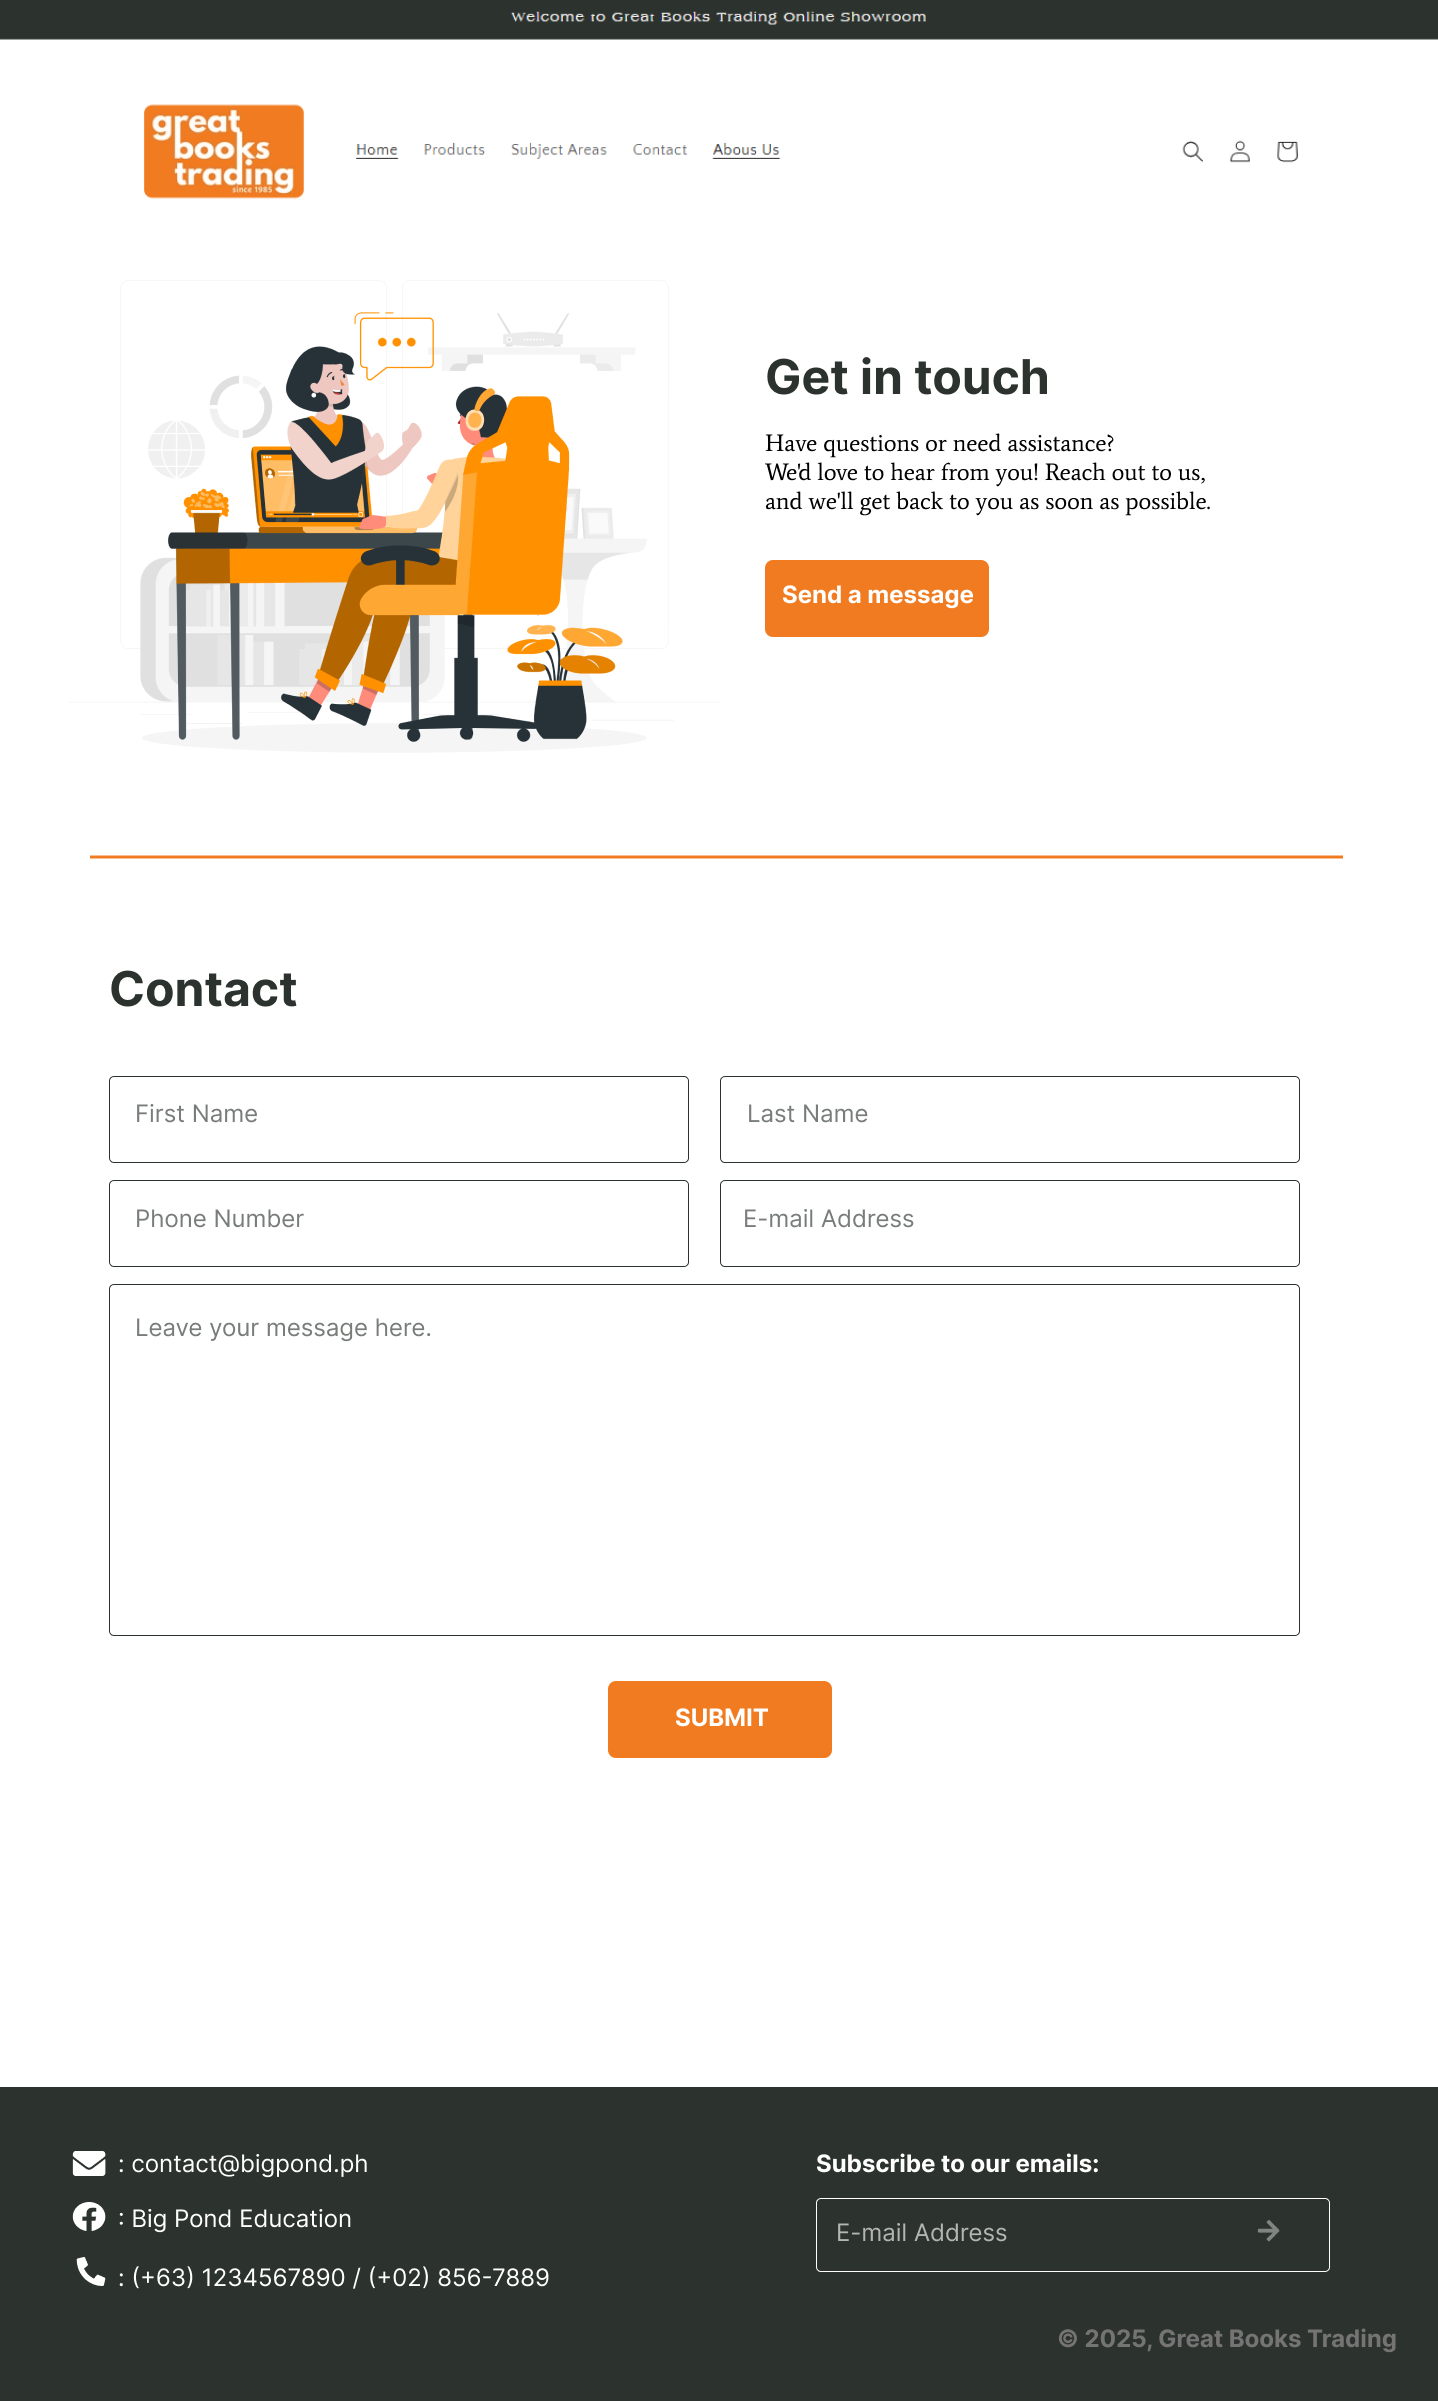 Welcome to Great Books Trading Online Showroom
great
books
trading
since 1985
Home Products Subject Areas Contact Abous Us
Get in touch
Have questions or need assistance?
We'd love to hear from you! Reach out to us,
and we'll get back to you as soon as possible.
Send a message
Contact
First Name
Last Name
Phone Number
E-mail Address
Leave your message here.
SUBMIT
: contact@bigpond.ph
: Big Pond Education
: (+63) 1234567890 / (+02) 856-7889
Subscribe to our emails:
E-mail Address
© 2025, Great Books Trading